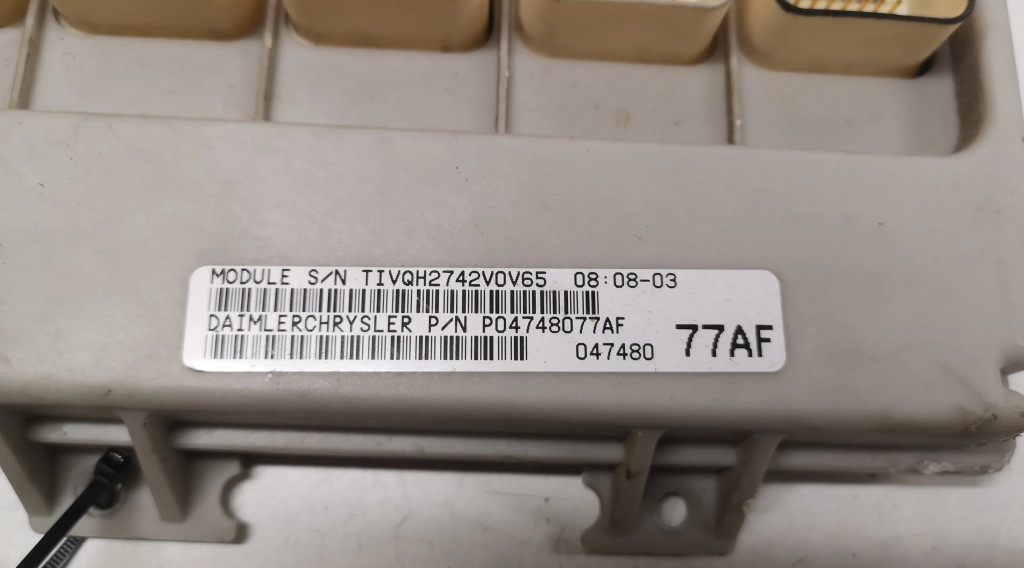 MODULE S/N TIVQH2742V0V65 08:08-03
DAIMLERCHRYSLER P/N P04748077AF
047480 77AF